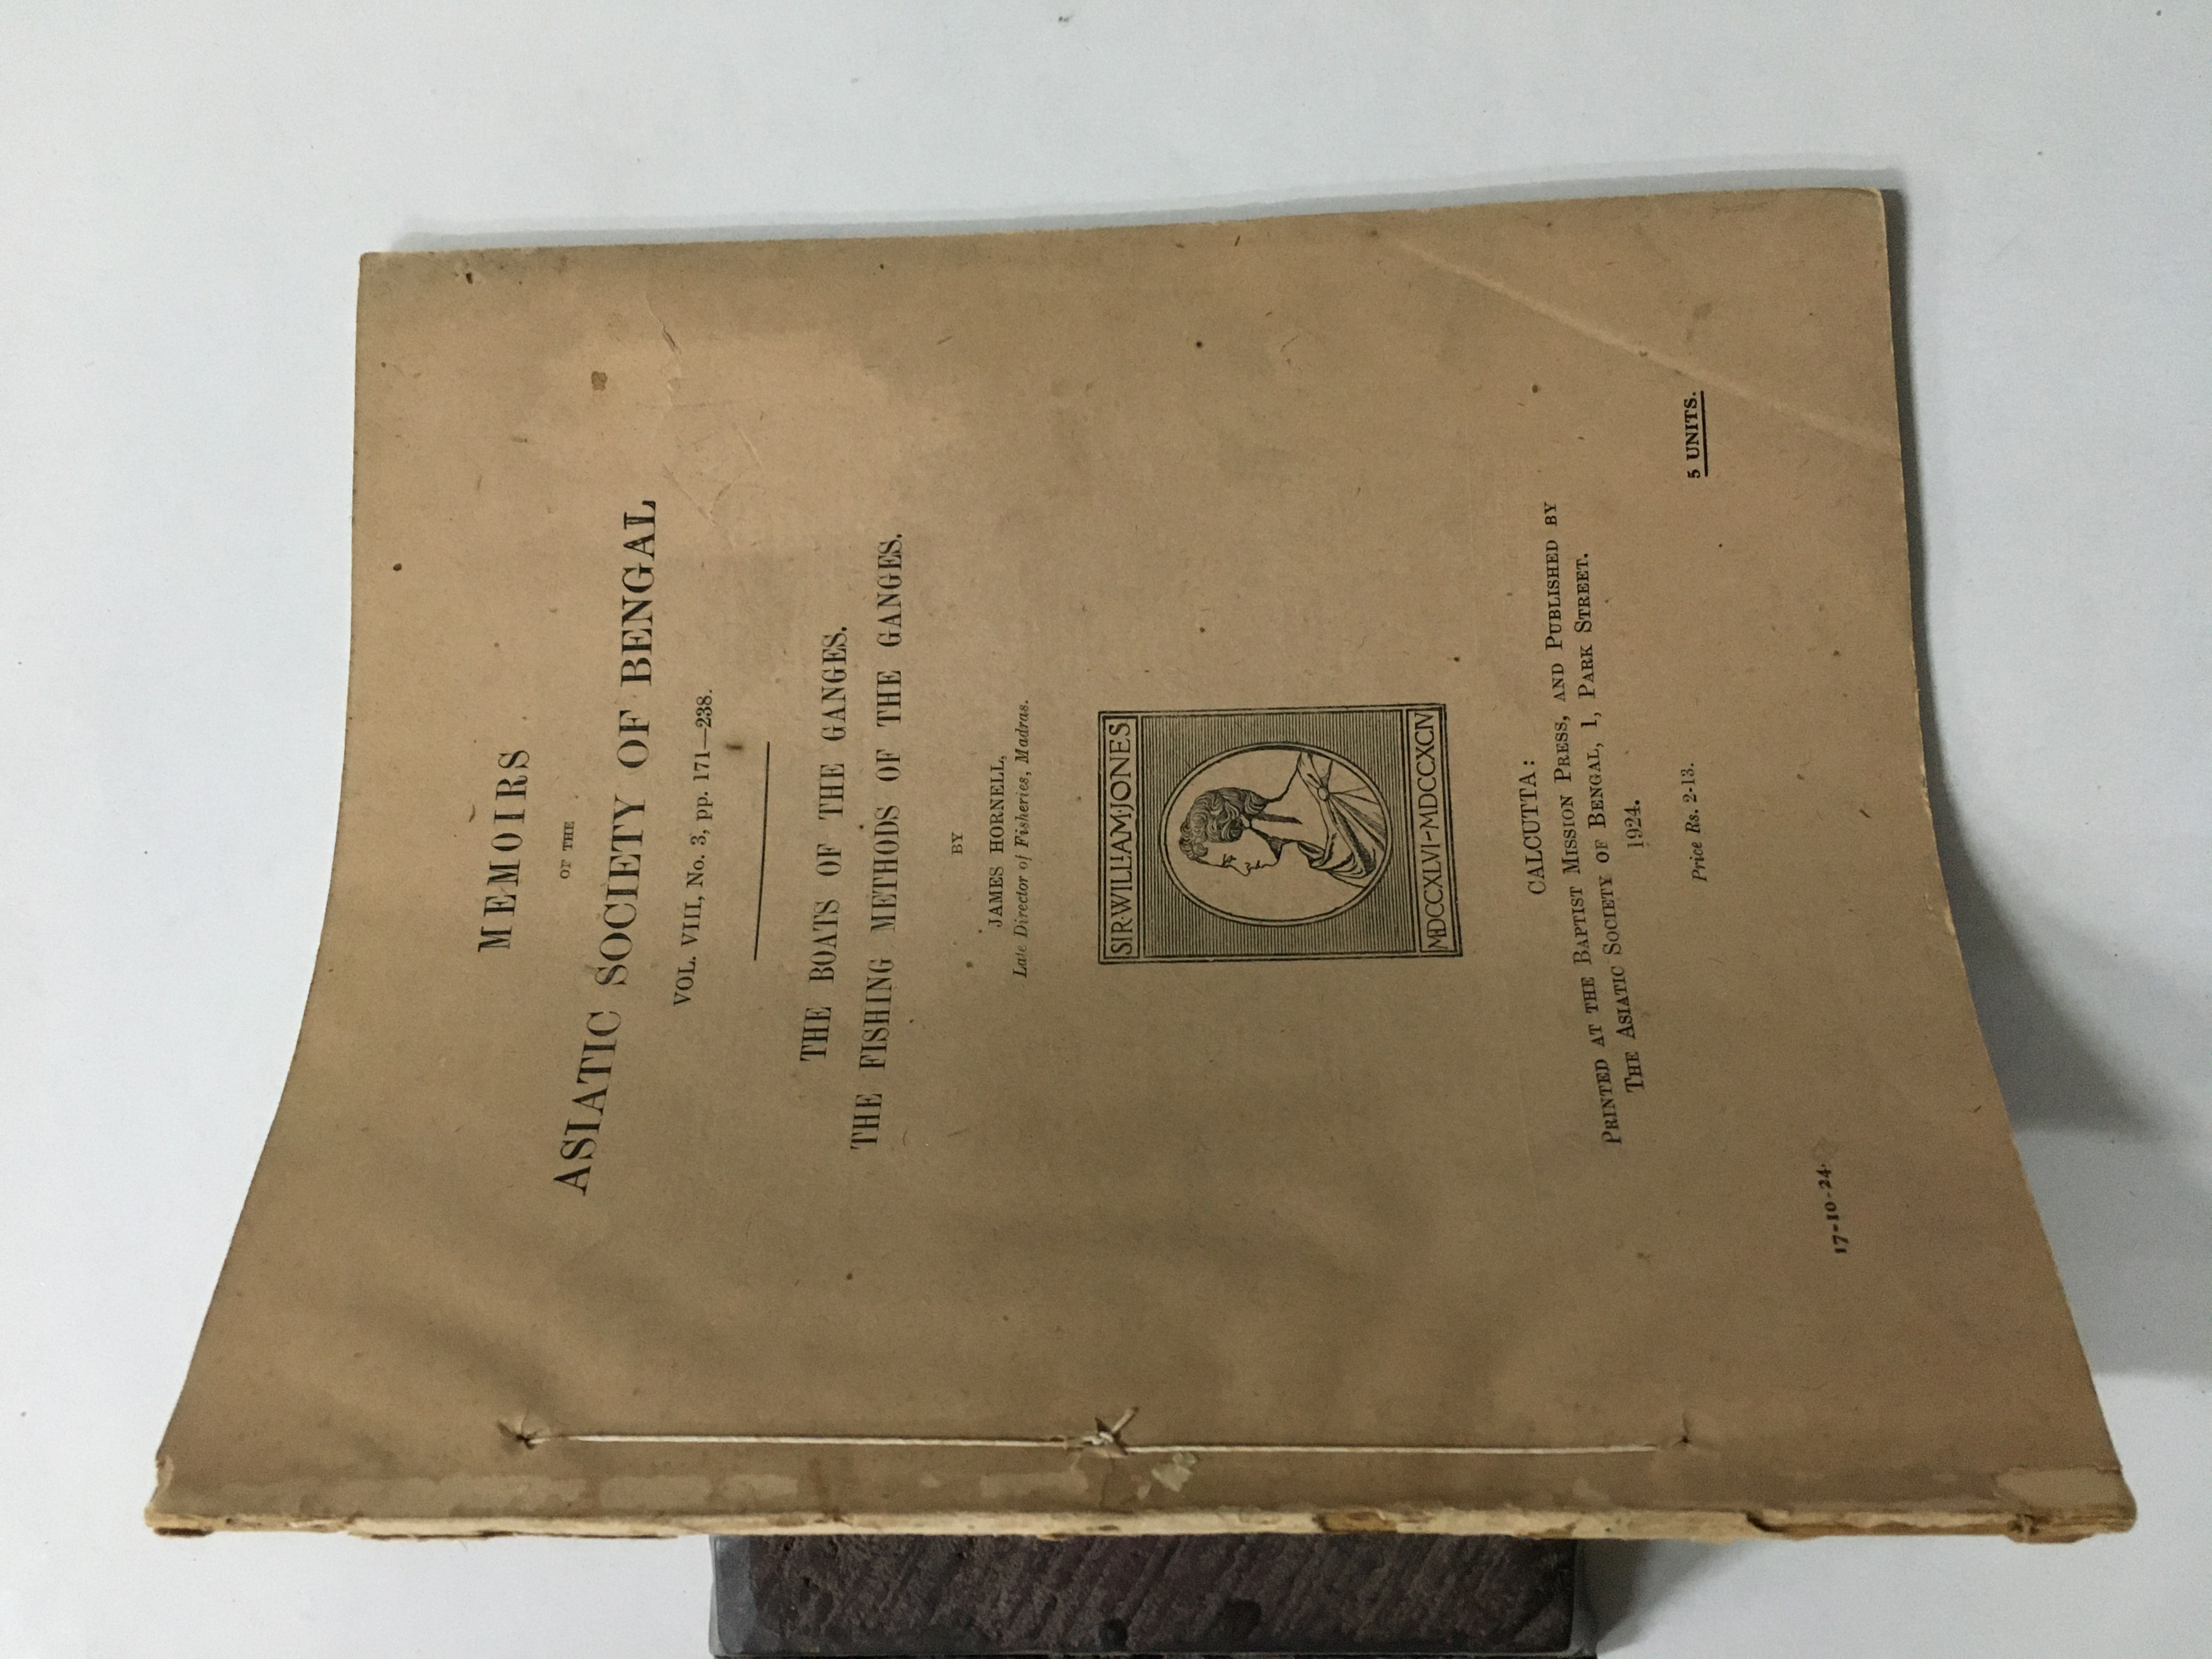 MEMOIRS
OF THE
ASIATIC SOCIETY OF BENGAL
VOL. VIII, No. 3, pp. 171—238.
THE BOATS OF THE GANGES.
THE FISHING METHODS OF THE GANGES.
BY
JAMES HORNELL,
Late Director of Fisheries, Madras.
SIR·WILLIAM·JONES
MDCCXLVI-MDCCXCIV
CALCUTTA:
PRINTED AT THE BAPTIST MISSION PRESS, AND PUBLISHED BY
THE ASIATIC SOCIETY OF BENGAL, 1, PARK STREET.
1924.
Price Rs. 2-13.
5 UNITS.
17-10-24.